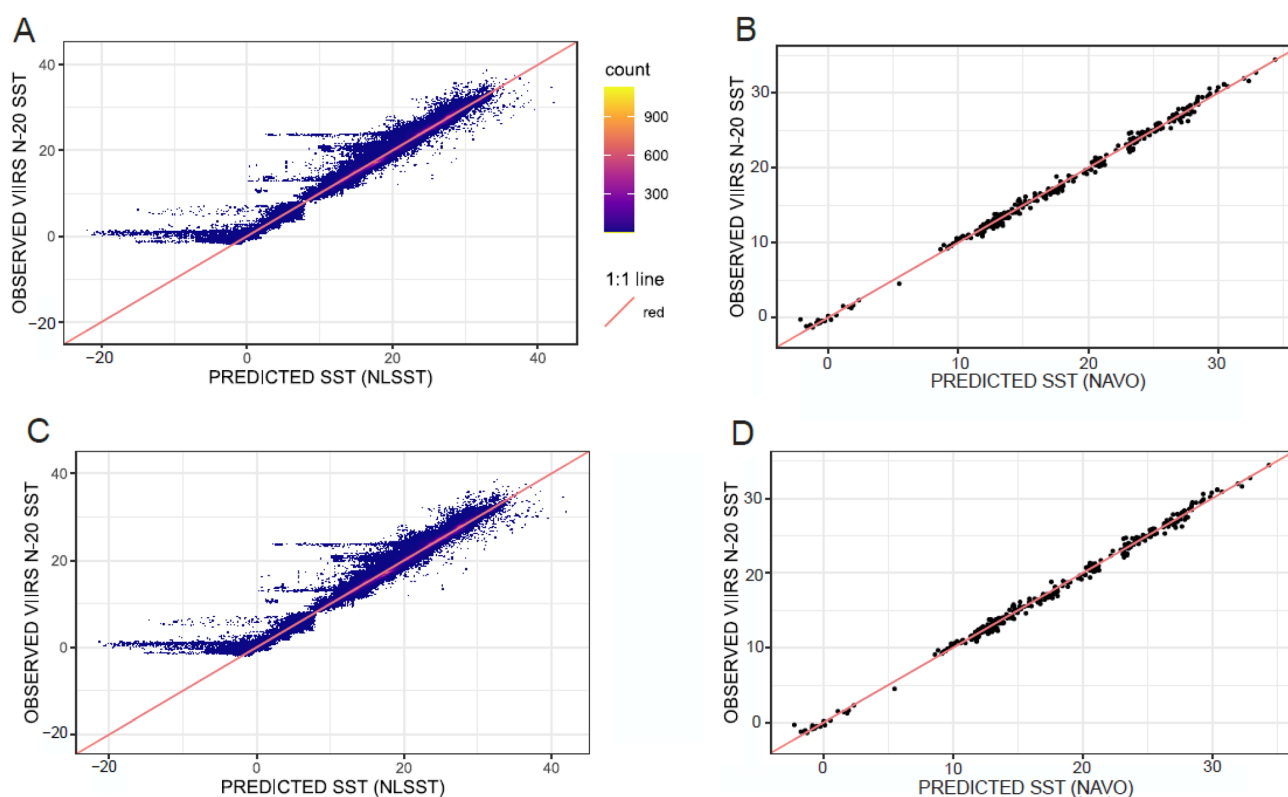 A
OBSERVED VIIRS N-20 SST
40
20
0
−20
−20
0
20
40
PREDICTED SST (NLSST)
count
900
600
300
1:1 line
red
B
OBSERVED VIIRS N-20 SST
30
20
10
0
0
10
20
30
PREDICTED SST (NAVO)
C
OBSERVED VIIRS N-20 SST
40
20
0
−20
−20
0
20
40
PREDICTED SST (NLSST)
D
OBSERVED VIIRS N-20 SST
30
20
10
0
0
10
20
30
PREDICTED SST (NAVO)